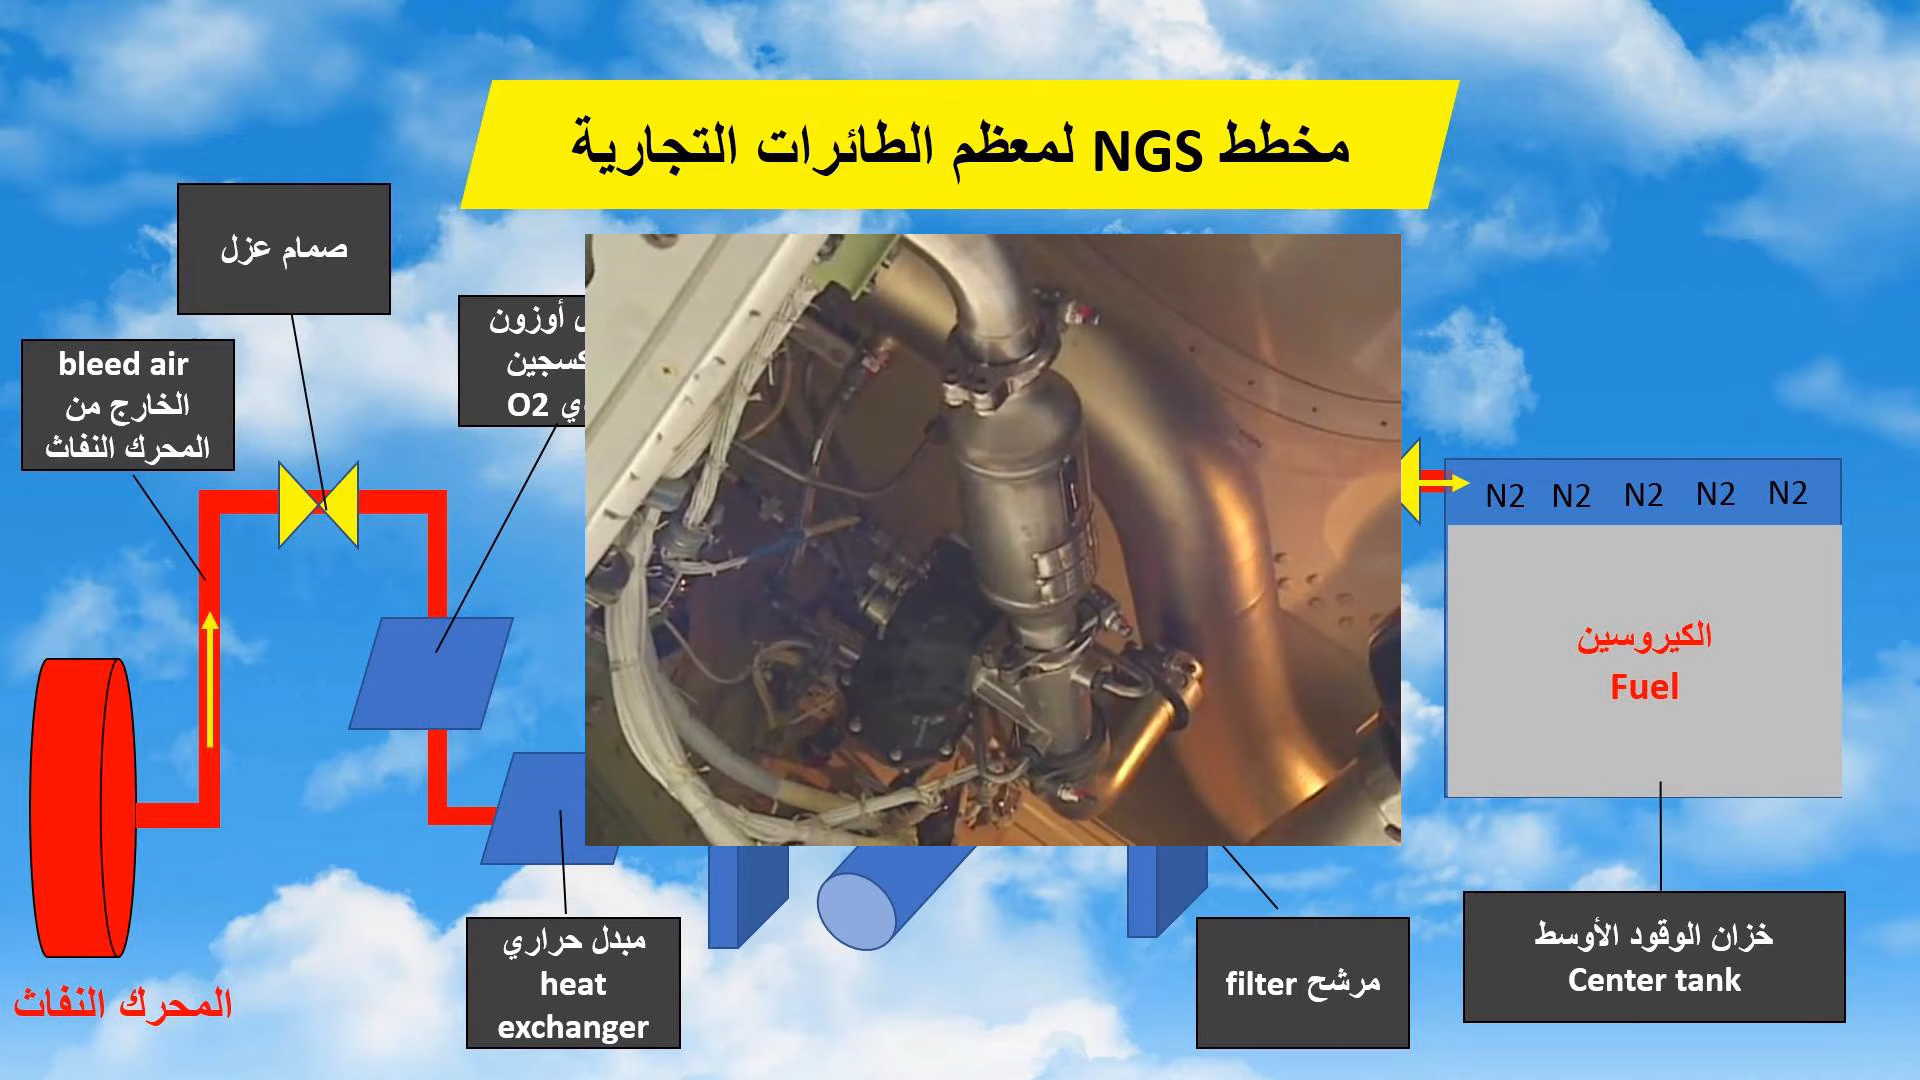 مخطط NGS لمعظم الطائرات التجارية
صمام عزل
bleed air
الخارج من
المحرك النفاث
أوزون
O2
N2 N2 N2 N2 N2
الكيروسين
Fuel
مبدل حراري
heat
exchanger
مرشح filter
خزان الوقود الأوسط
Center tank
المحرك النفاث